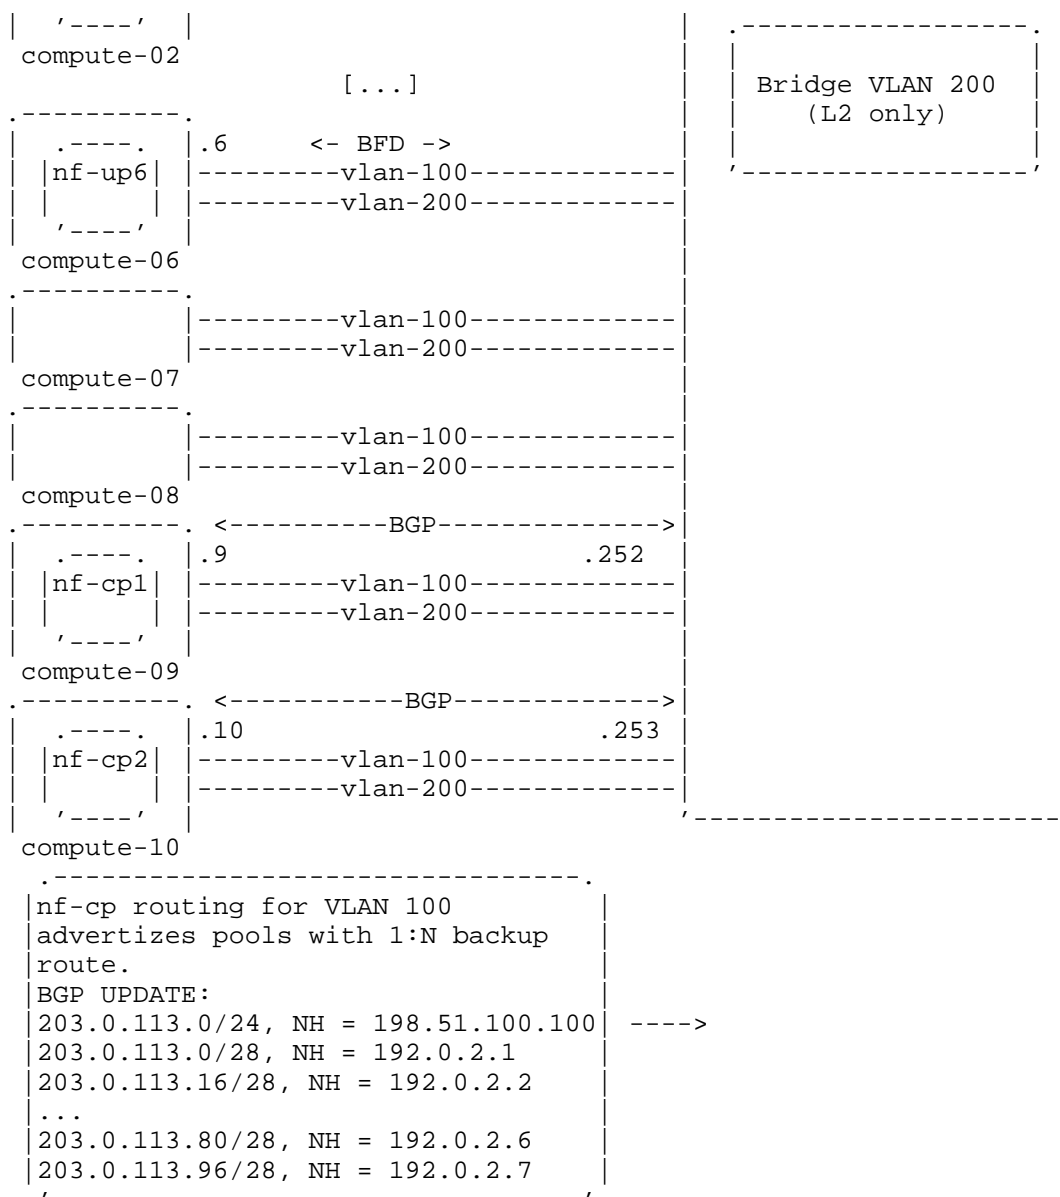 compute-02
[...]
Bridge VLAN 200
(L2 only)
.6 <- BFD ->
nf-up6
vlan-100
vlan-200
compute-06
vlan-100
vlan-200
compute-07
vlan-100
vlan-200
compute-08
<----------BGP-------------->
.9 .252
nf-cp1
vlan-100
vlan-200
compute-09
<-----------BGP------------->
.10 .253
nf-cp2
vlan-100
vlan-200
compute-10
nf-cp routing for VLAN 100
advertizes pools with 1:N backup
route.
BGP UPDATE:
203.0.113.0/24, NH = 198.51.100.100 ---->
203.0.113.0/28, NH = 192.0.2.1
203.0.113.16/28, NH = 192.0.2.2
...
203.0.113.80/28, NH = 192.0.2.6
203.0.113.96/28, NH = 192.0.2.7